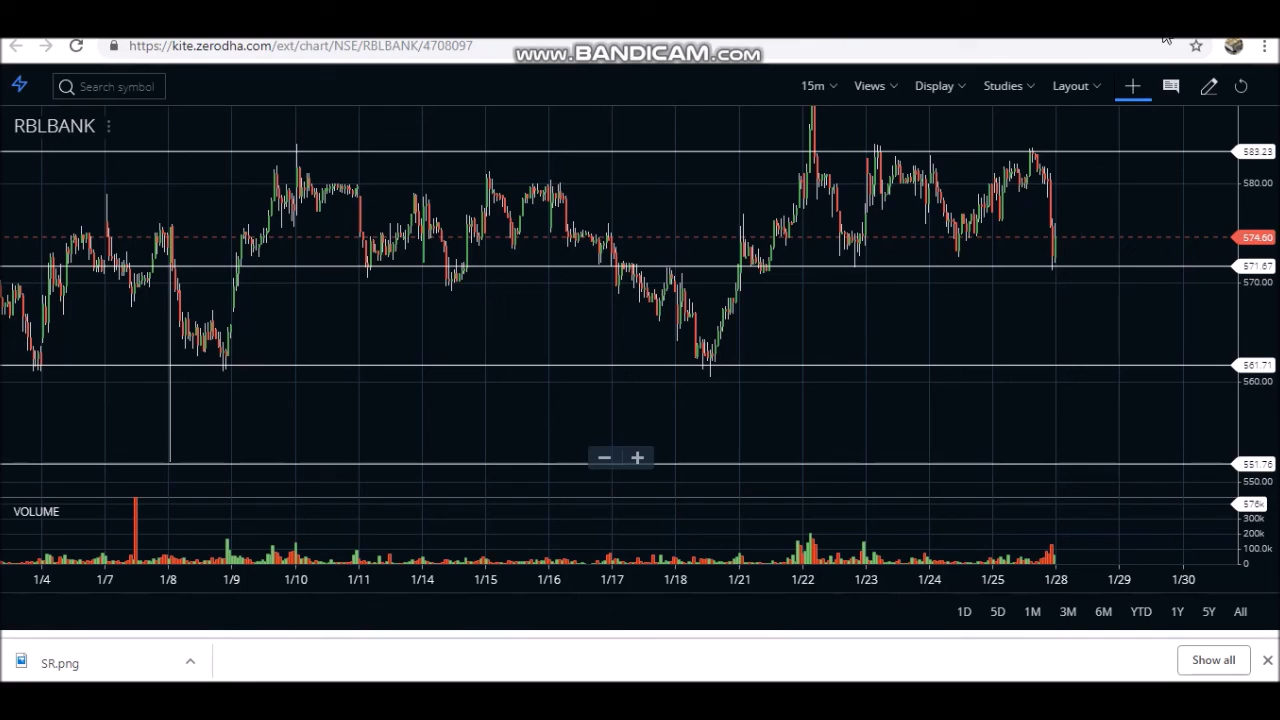 https://kite.zerodha.com/ext/chart/NSE/RBLBANK/4708097
www.BANDICAM.com
Search symbol
15m Views Display Studies Layout
RBLBANK
583.23
580.00
574.60
571.67
570.00
561.71
560.00
551.76
550.00
VOLUME
576k
300k
200k
100.0k
0
1/4 1/7 1/8 1/9 1/10 1/11 1/14 1/15 1/16 1/17 1/18 1/21 1/22 1/23 1/24 1/25 1/28 1/29 1/30
1D 5D 1M 3M 6M YTD 1Y 5Y All
SR.png
Show all